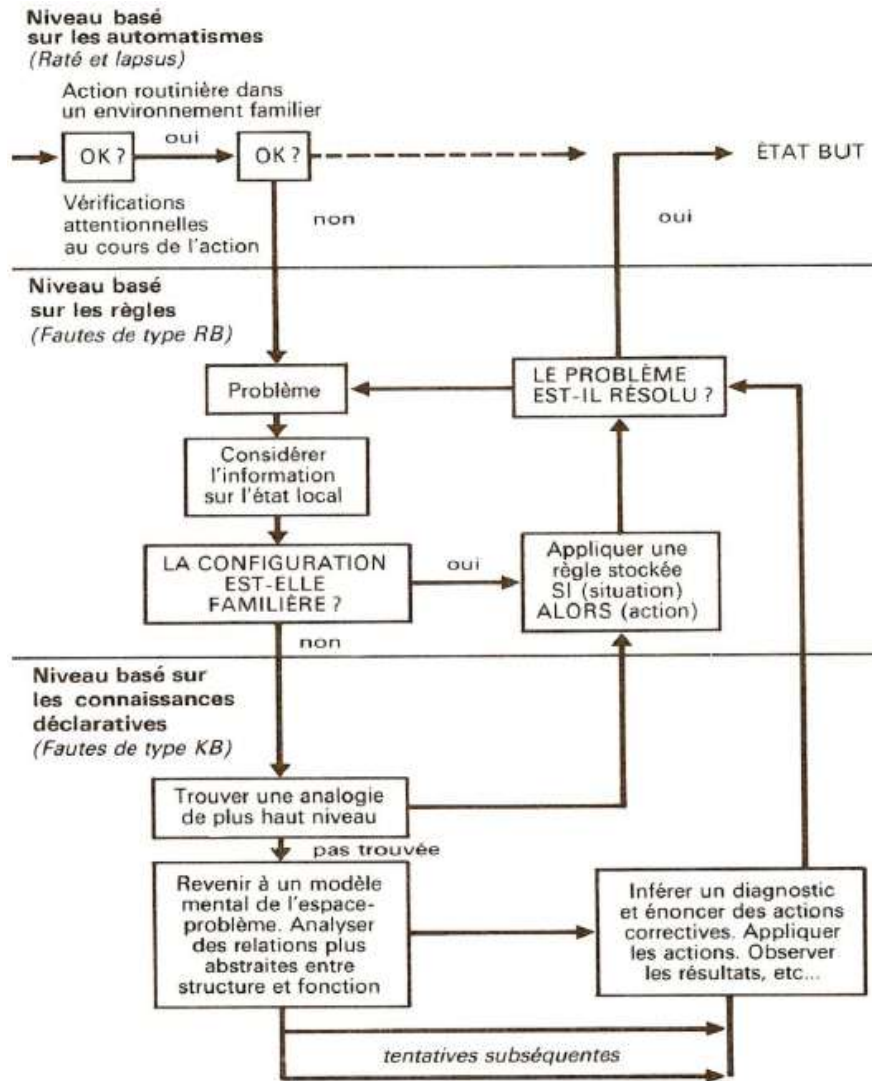 Niveau basé
sur les automatismes
(Raté et lapsus)
Action routinière dans
un environnement familier
OK ?
oui
OK ?
ÉTAT BUT
Vérifications
attentionnelles
au cours de l'action
non
oui
Niveau basé
sur les règles
(Fautes de type RB)
Problème
LE PROBLÈME
EST-IL RÉSOLU ?
Considérer
l'information
sur l'état local
LA CONFIGURATION
EST-ELLE
FAMILIÈRE ?
oui
Appliquer une
règle stockée
SI (situation)
ALORS (action)
non
Niveau basé sur
les connaissances
déclaratives
(Fautes de type KB)
Trouver une analogie
de plus haut niveau
pas trouvée
Revenir à un modèle
mental de l'espace-
problème. Analyser
des relations plus
abstraites entre
structure et fonction
Inférer un diagnostic
et énoncer des actions
correctives. Appliquer
les actions. Observer
les résultats, etc...
tentatives subséquentes